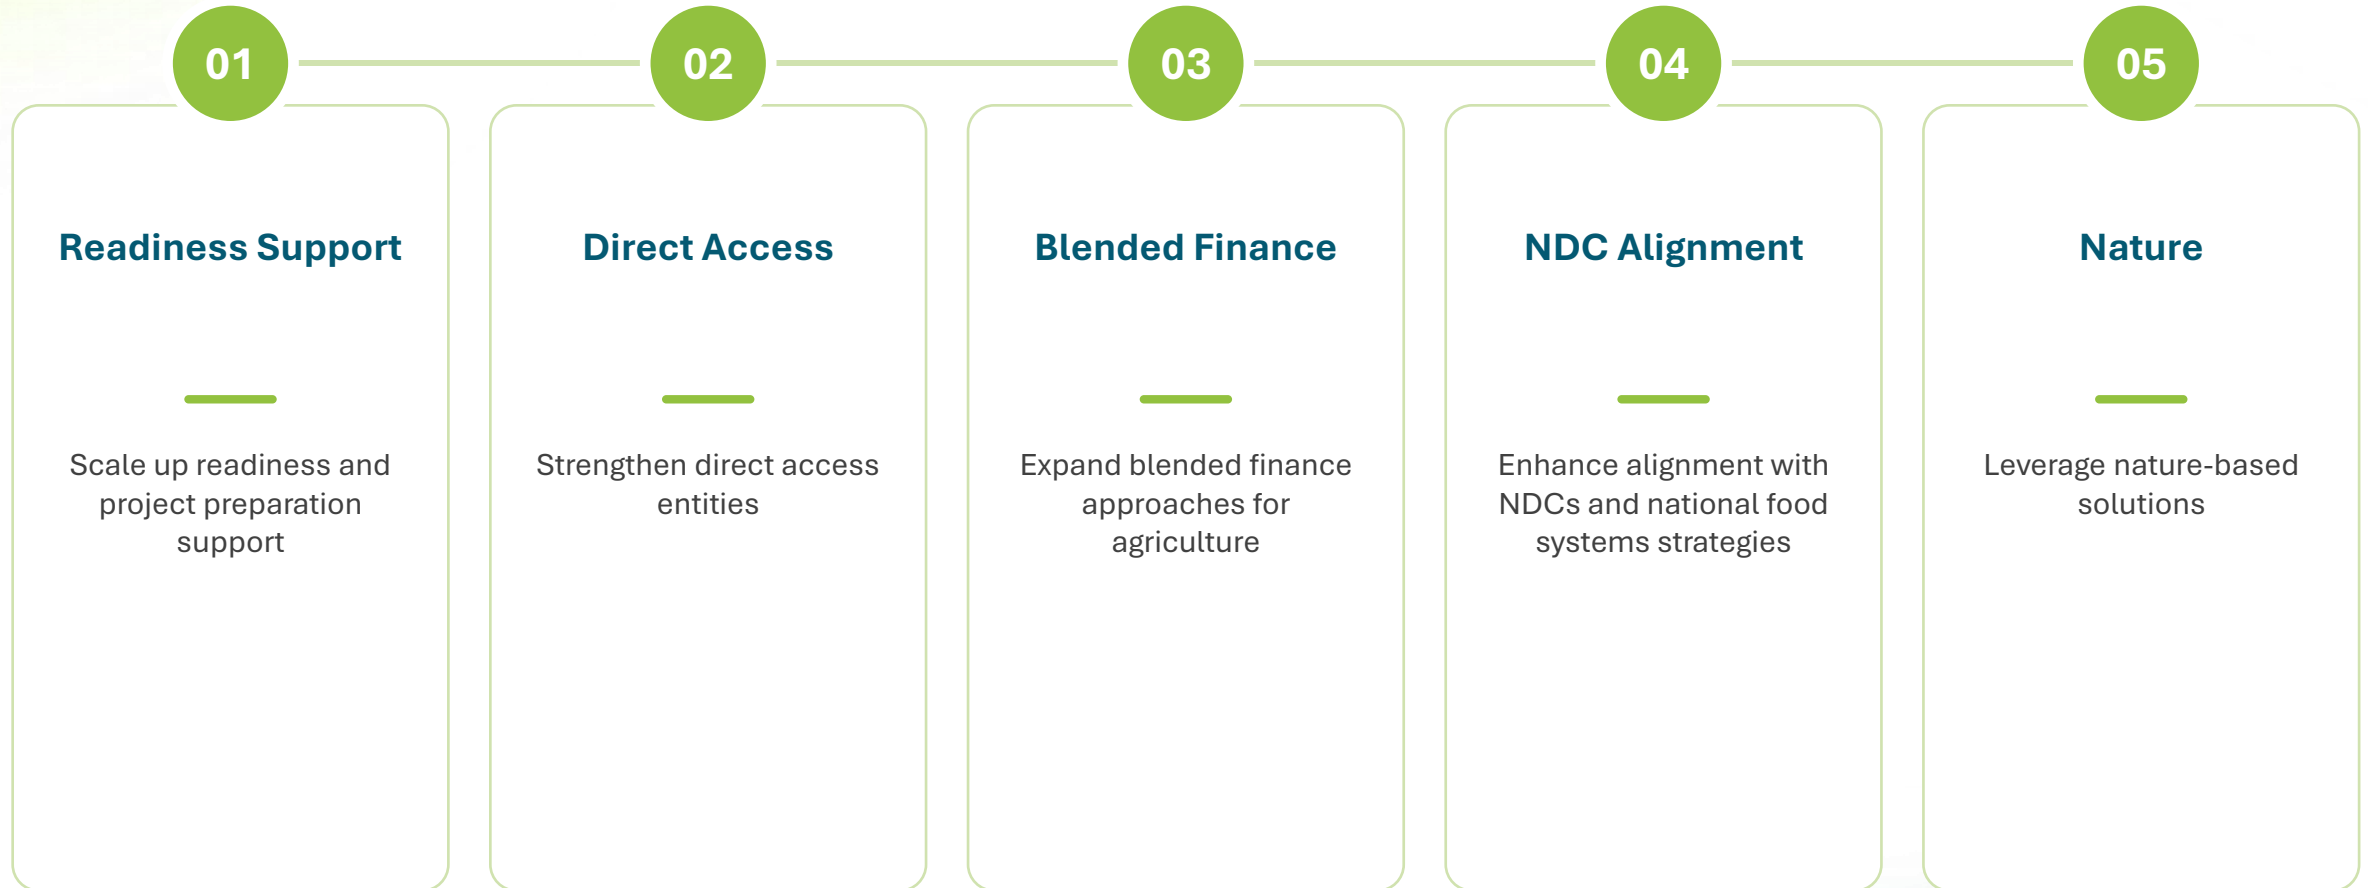 01
Readiness Support
Scale up readiness and
project preparation
support
02
Direct Access
Strengthen direct access
entities
03
Blended Finance
Expand blended finance
approaches for
agriculture
04
NDC Alignment
Enhance alignment with
NDCs and national food
systems strategies
05
Nature
Leverage nature-based
solutions